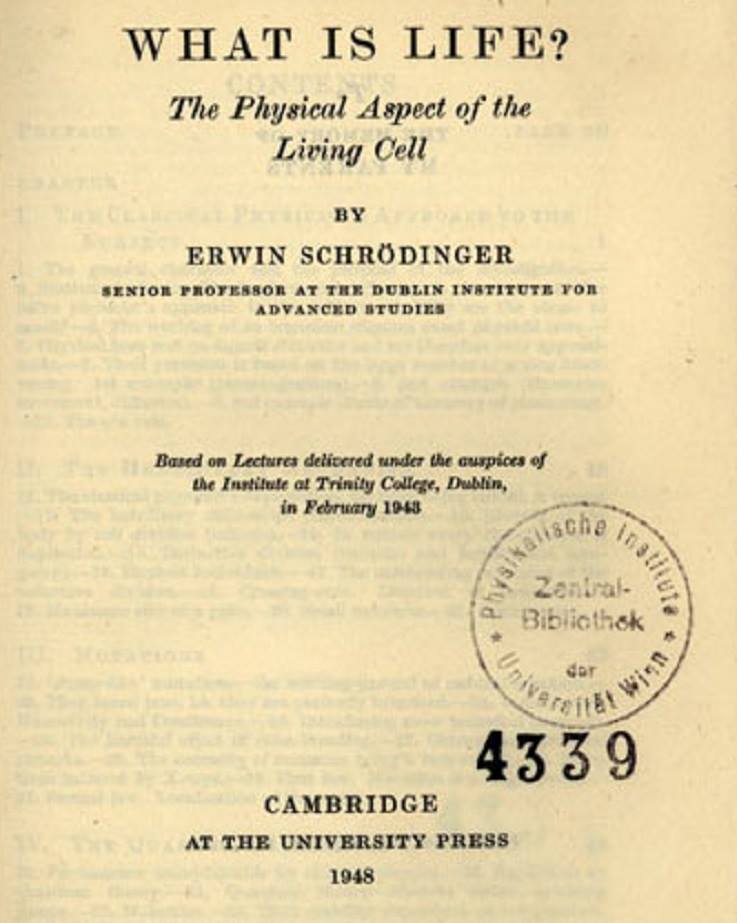 WHAT IS LIFE?
The Physical Aspect of the
Living Cell
BY
ERWIN SCHRÖDINGER
SENIOR PROFESSOR AT THE DUBLIN INSTITUTE FOR
ADVANCED STUDIES
Based on Lectures delivered under the auspices of
the Institute at Trinity College, Dublin,
in February 1943
Physikalische Institute
Zentral-
Bibliothek
der
* Universität Wien *
4339
CAMBRIDGE
AT THE UNIVERSITY PRESS
1948